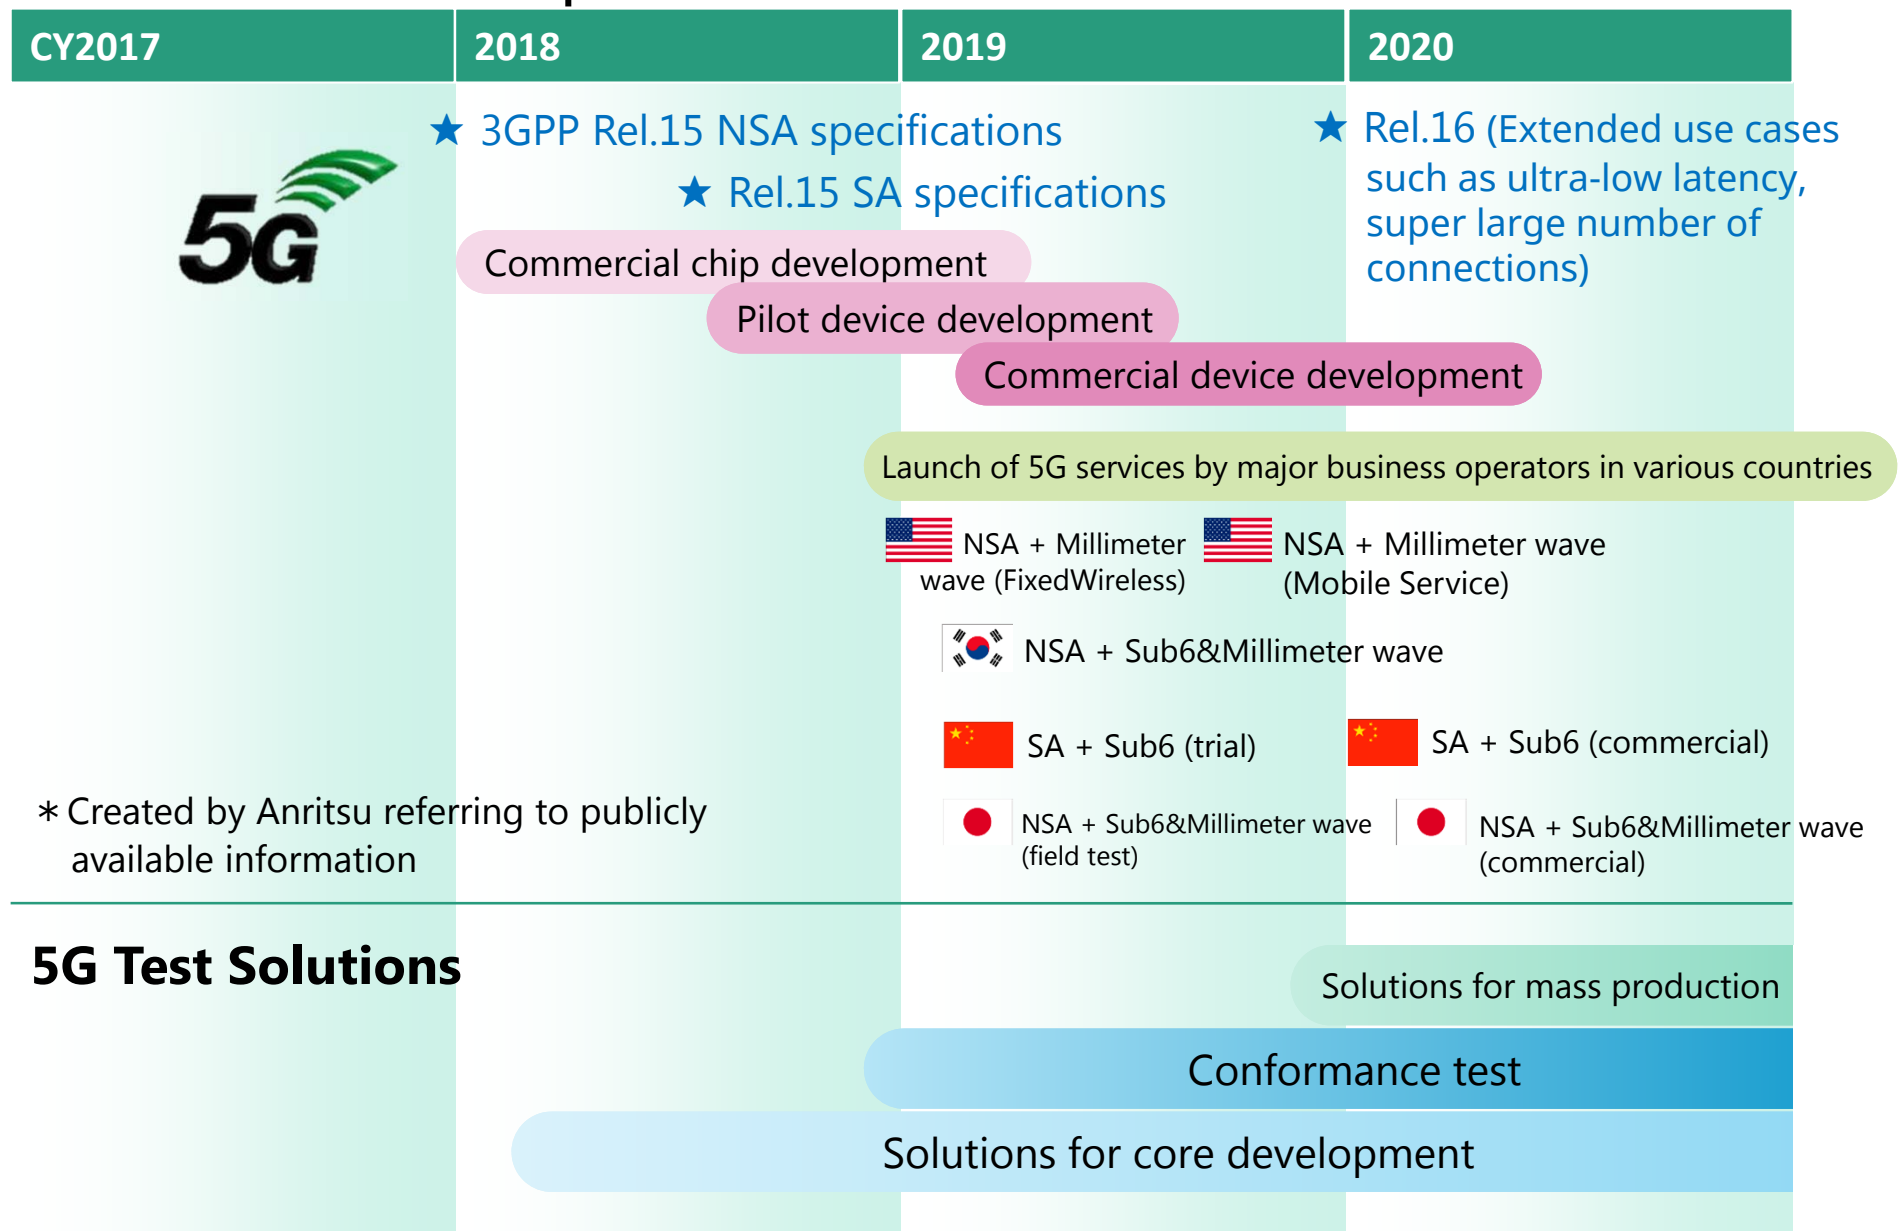 CY2017
2018
2019
2020
5G
★ 3GPP Rel.15 NSA specifications
★ Rel.15 SA specifications
★ Rel.16 (Extended use cases
such as ultra-low latency,
super large number of
connections)
Commercial chip development
Pilot device development
Commercial device development
Launch of 5G services by major business operators in various countries
NSA + Millimeter
wave (FixedWireless)
NSA + Millimeter wave
(Mobile Service)
NSA + Sub6&Millimeter wave
SA + Sub6 (trial)
SA + Sub6 (commercial)
NSA + Sub6&Millimeter wave
(field test)
NSA + Sub6&Millimeter wave
(commercial)
＊Created by Anritsu referring to publicly
available information
5G Test Solutions
Solutions for mass production
Conformance test
Solutions for core development